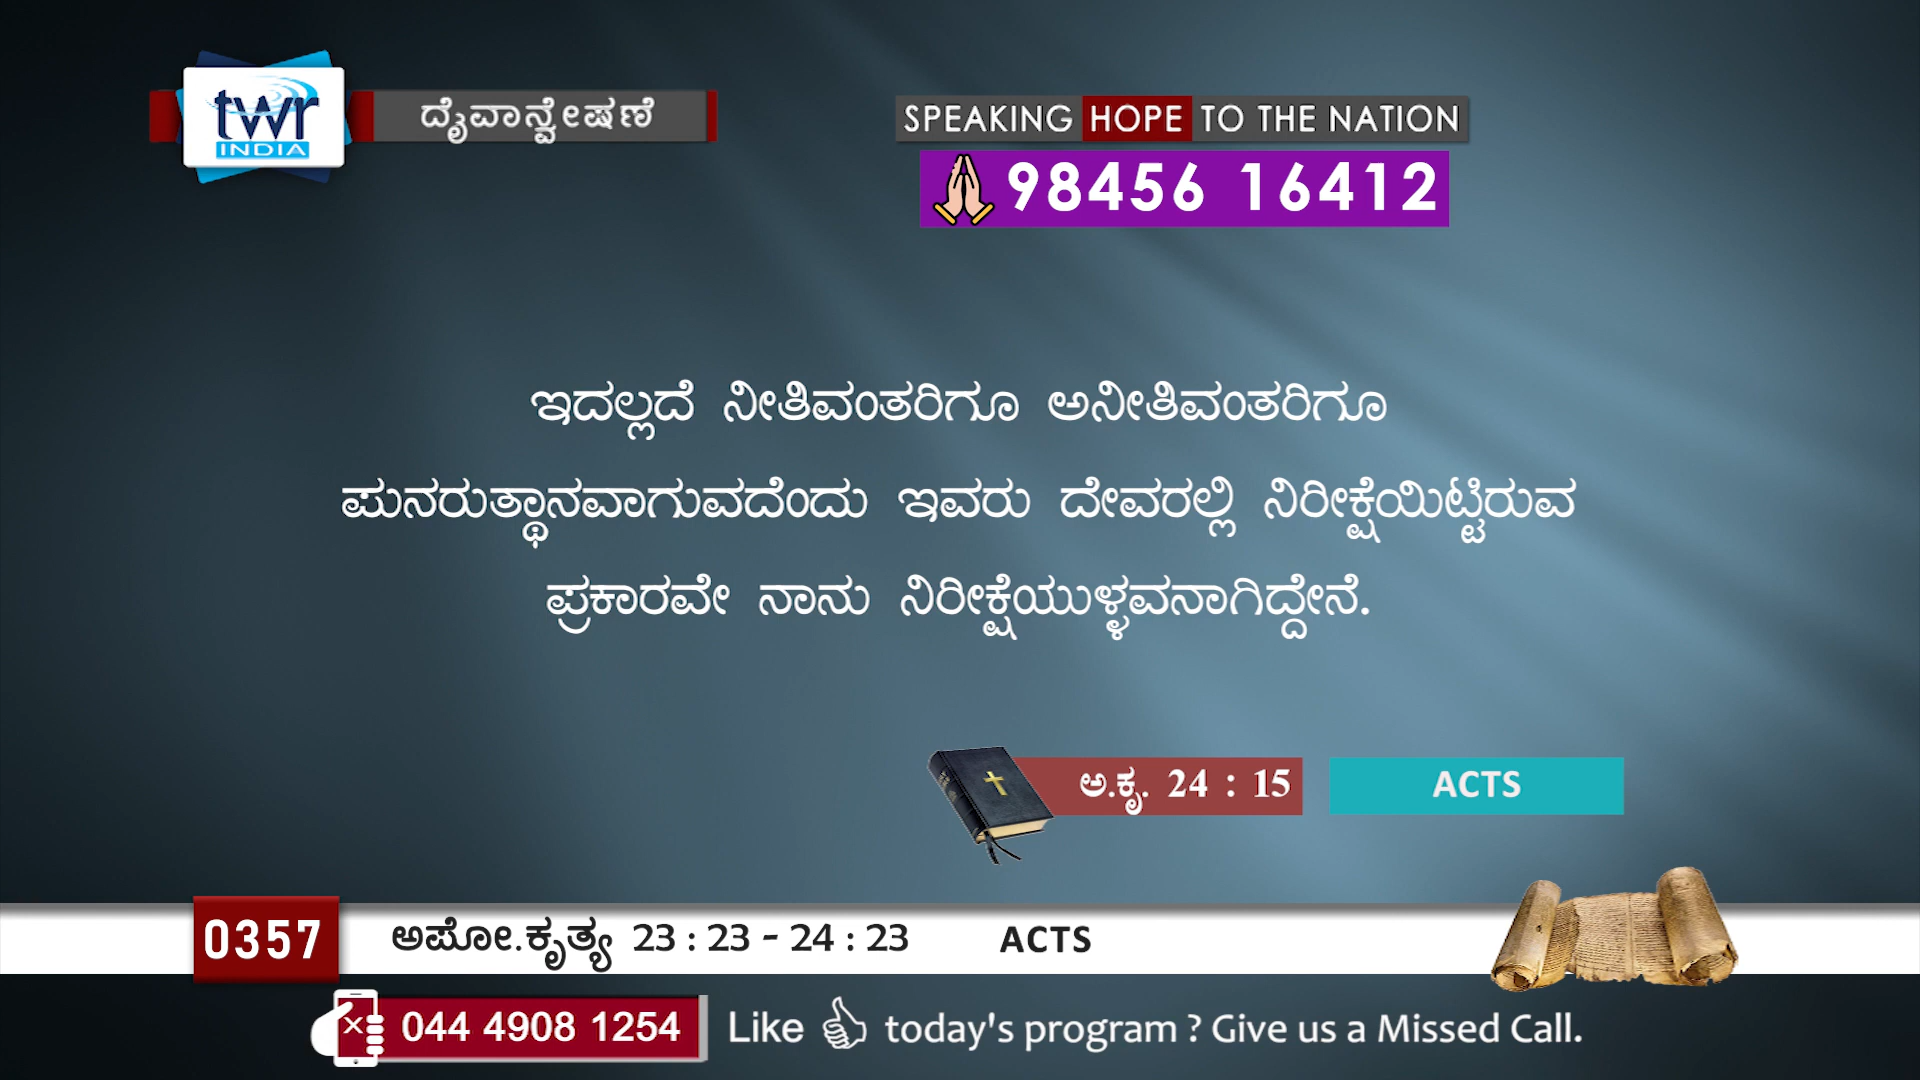 twr
INDIA
ದೈವಾನ್ವೇಷಣೆ
SPEAKING HOPE TO THE NATION
98456 16412
ಇದಲ್ಲದೆ ನೀತಿವಂತರಿಗೂ ಅನೀತಿವಂತರಿಗೂ
ಪುನರುತ್ಥಾನವಾಗುವದೆಂದು ಇವರು ದೇವರಲ್ಲಿ ನಿರೀಕ್ಷೆಯಿಟ್ಟಿರುವ
ಪ್ರಕಾರವೇ ನಾನು ನಿರೀಕ್ಷೆಯುಳ್ಳವನಾಗಿದ್ದೇನೆ.
ಅ.ಕೃ. 24 : 15
ACTS
0357
ಅಪೋ.ಕೃತ್ಯ 23 : 23 - 24 : 23 ACTS
044 4908 1254
Like today's program ? Give us a Missed Call.